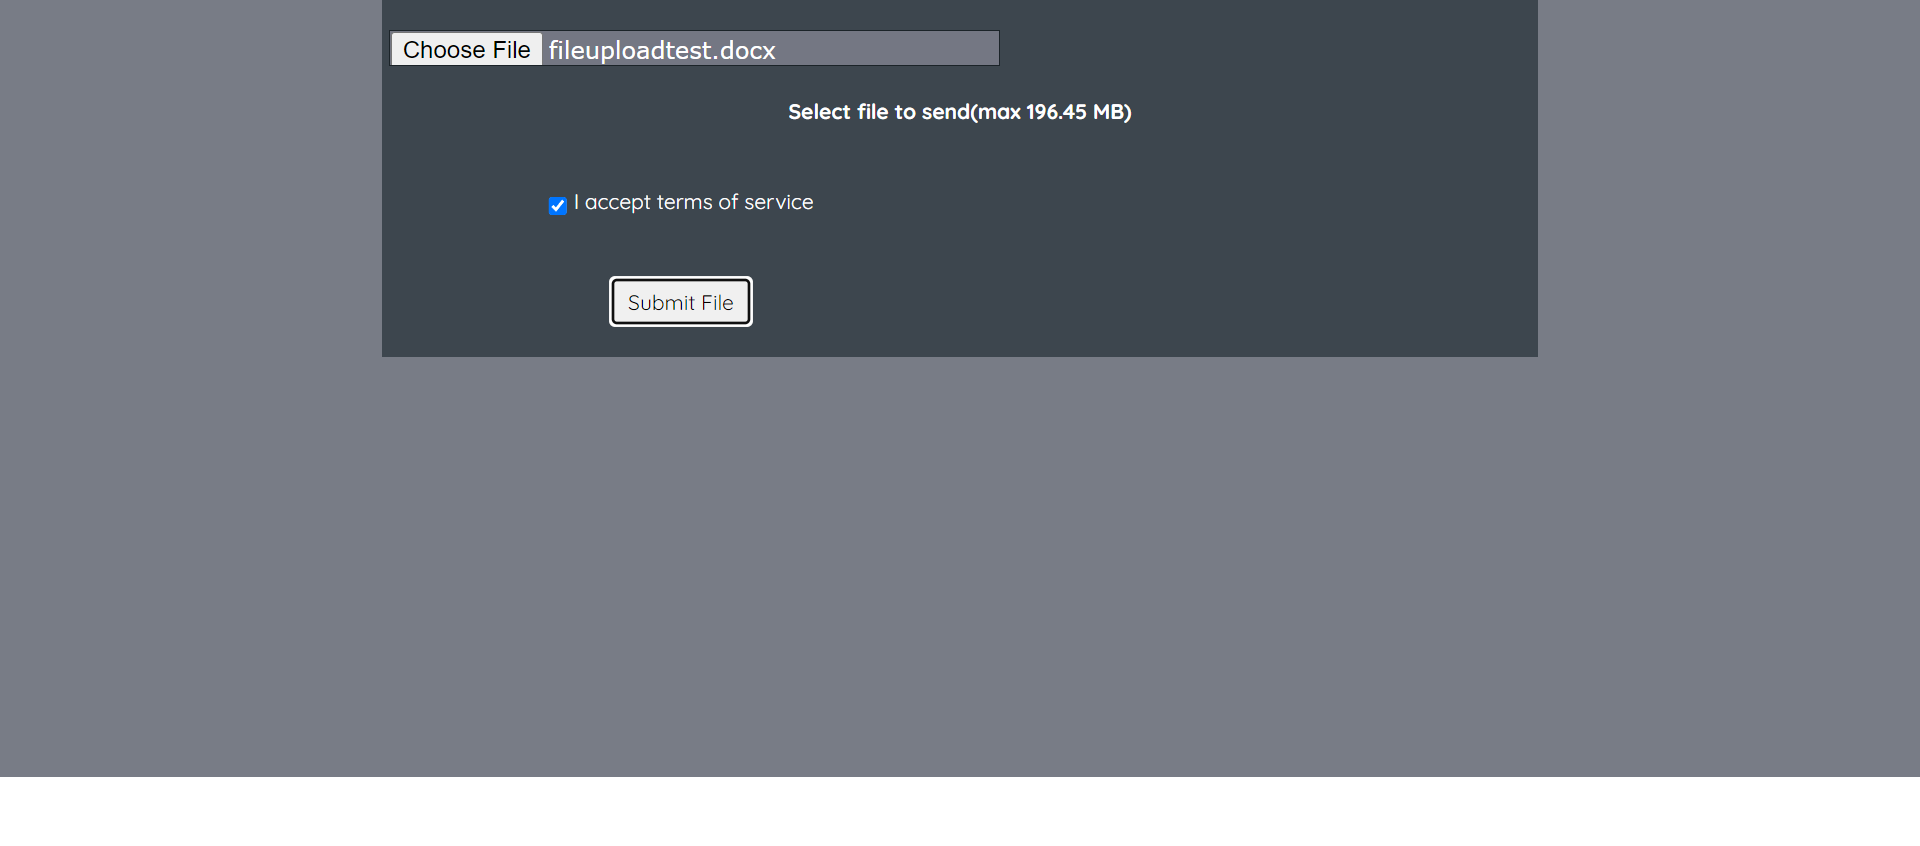 Choose File fileuploadtest.docx
Select file to send(max 196.45 MB)
I accept terms of service
Submit File